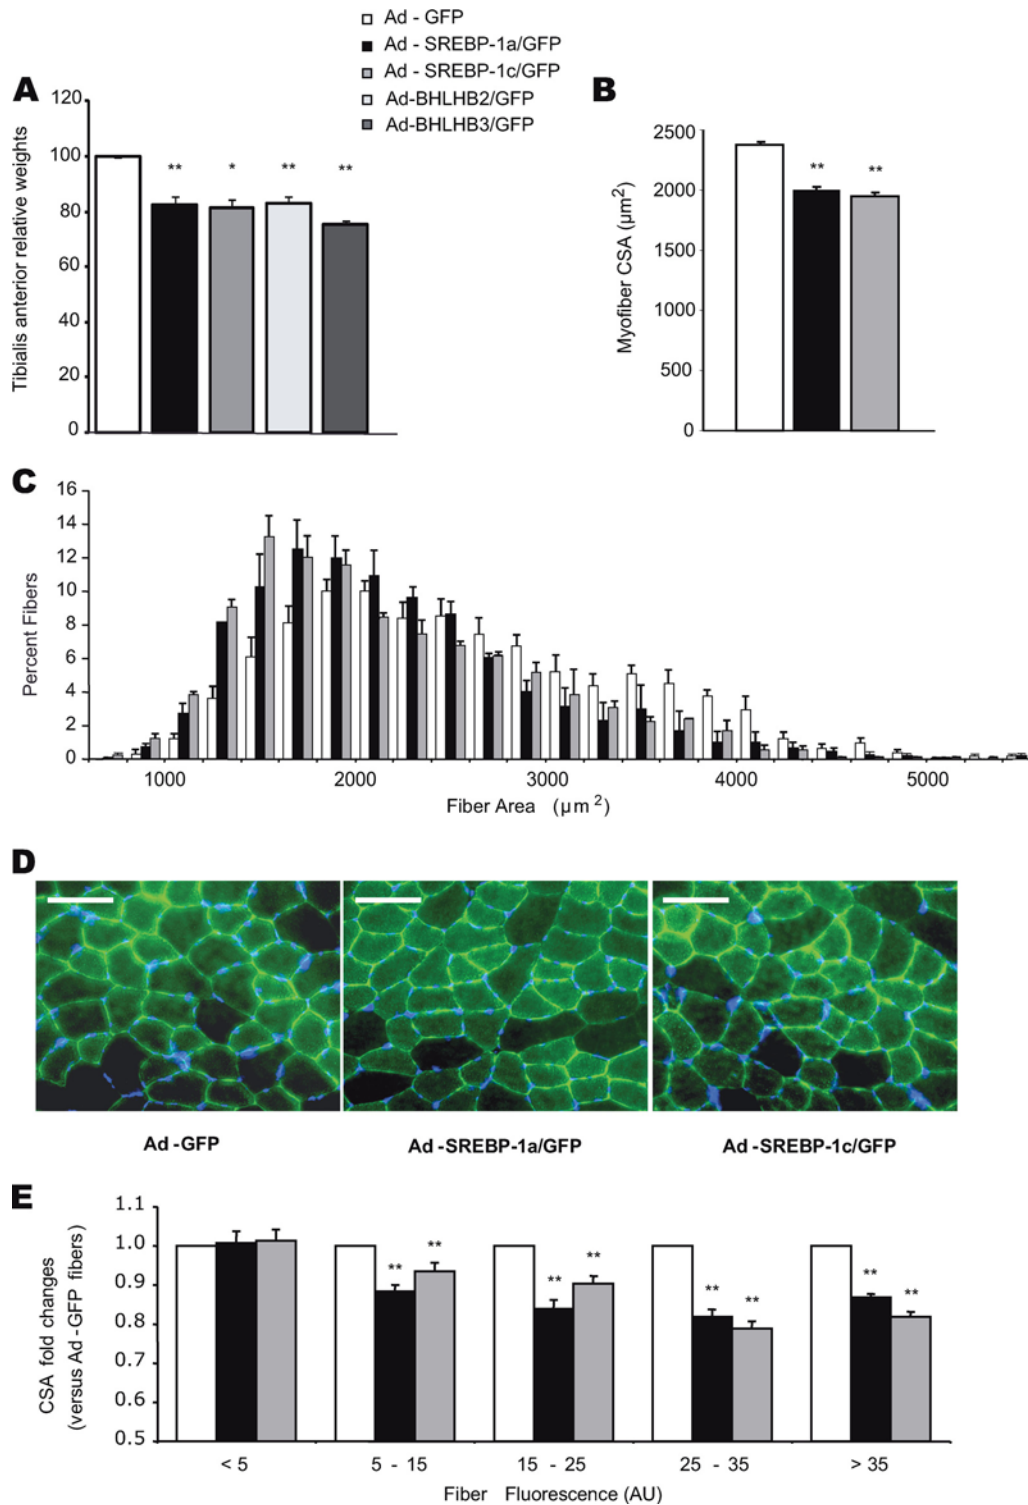 Ad - GFP
Ad - SREBP-1a/GFP
Ad - SREBP-1c/GFP
Ad-BHLHB2/GFP
Ad-BHLHB3/GFP
A
Tibialis anterior relative weights
120
100
80
60
40
20
0
** * ** **
B
Myofiber CSA (µm²)
2500
2000
1500
1000
500
0
** **
C
Percent Fibers
16
14
12
10
8
6
4
2
0
1000 2000 3000 4000 5000
Fiber Area (µm²)
D
Ad -GFP Ad -SREBP-1a/GFP Ad -SREBP-1c/GFP
E
CSA fold changes
(versus Ad -GFP fibers)
1.1
1.0
0.9
0.8
0.7
0.6
0.5
** ** ** ** ** ** ** **
< 5 5 - 15 15 - 25 25 - 35 > 35
Fiber Fluorescence (AU)